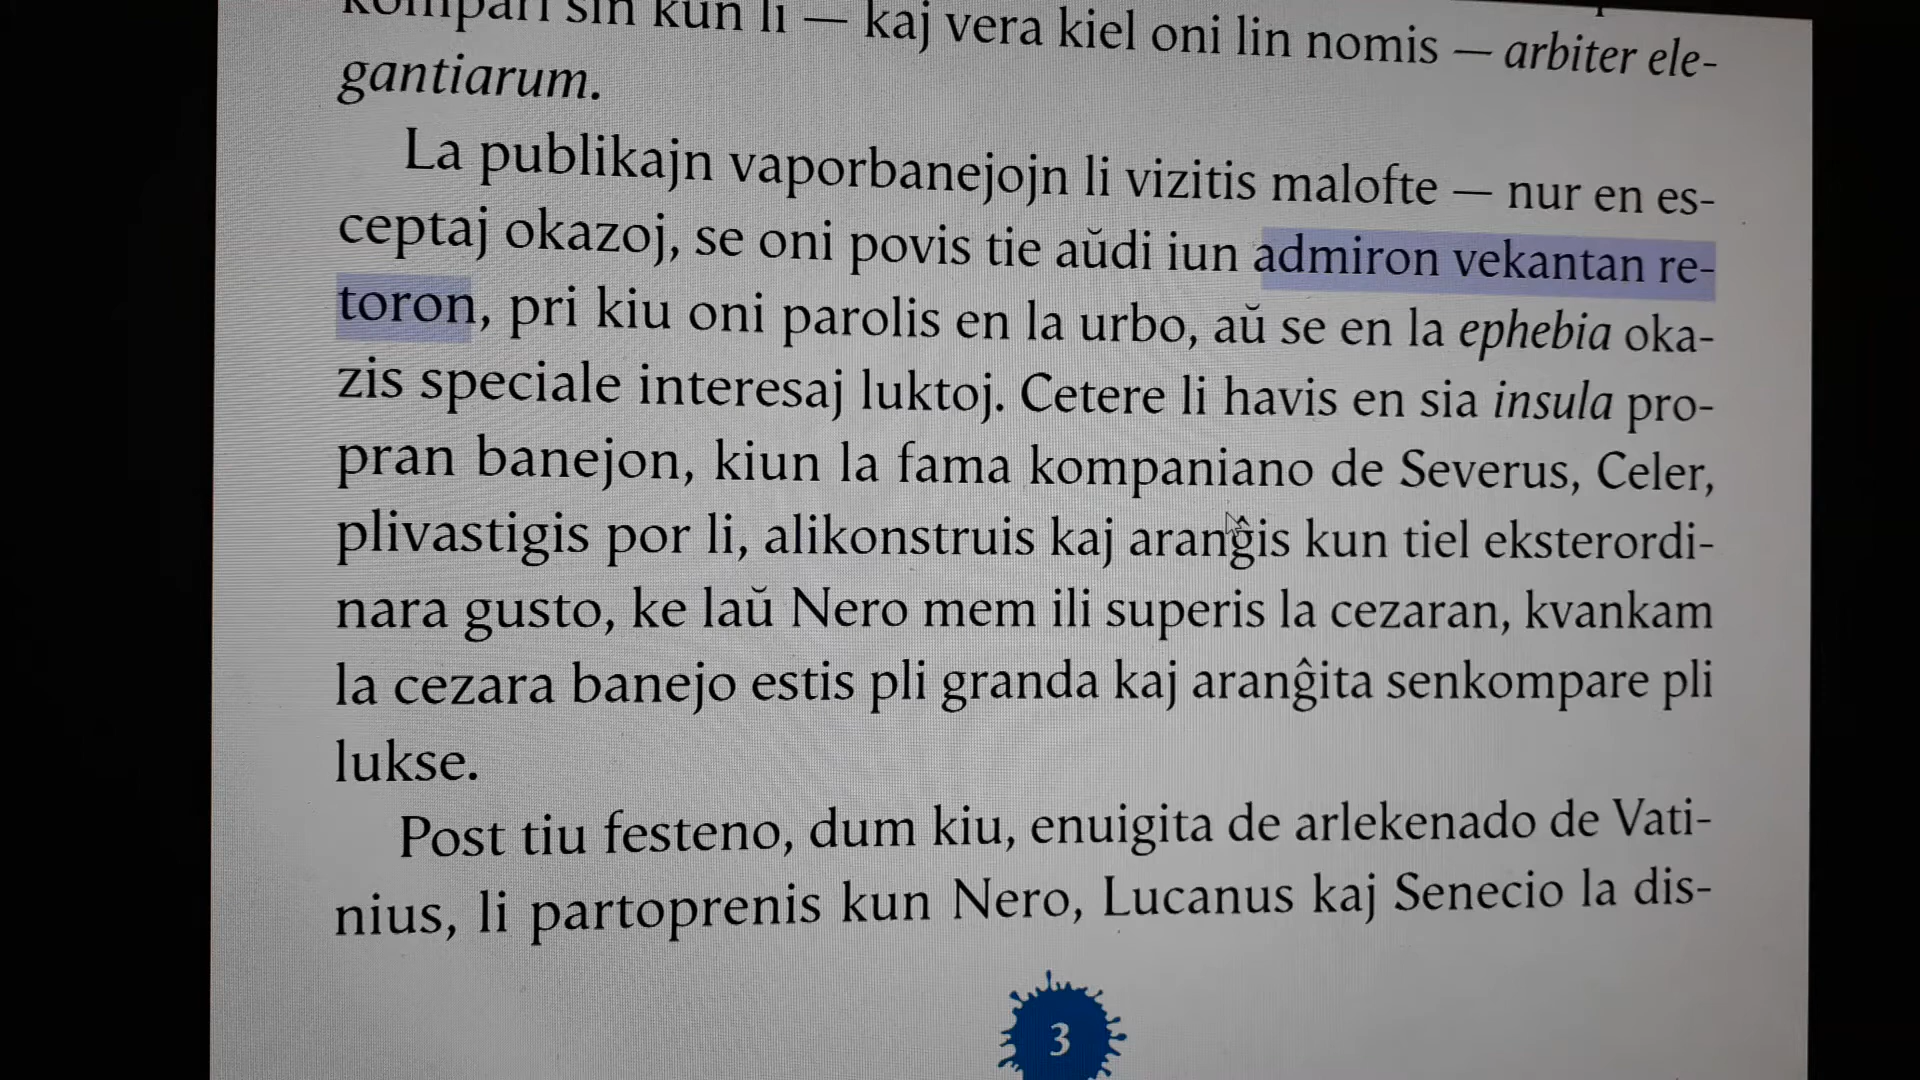 kompari sin kun li — kaj vera kiel oni lin nomis — arbiter ele-
gantiarum.
La publikajn vaporbanejojn li vizitis malofte — nur en es-
ceptaj okazoj, se oni povis tie aŭdi iun admiron vekantan re-
toron, pri kiu oni parolis en la urbo, aŭ se en la ephebia oka-
zis speciale interesaj luktoj. Cetere li havis en sia insula pro-
pran banejon, kiun la fama kompaniano de Severus, Celer,
plivastigis por li, alikonstruis kaj aranĝis kun tiel eksterordi-
nara gusto, ke laŭ Nero mem ili superis la cezaran, kvankam
la cezara banejo estis pli granda kaj aranĝita senkompare pli
lukse.
Post tiu festeno, dum kiu, enuigita de arlekenado de Vati-
nius, li partoprenis kun Nero, Lucanus kaj Senecio la dis-
3